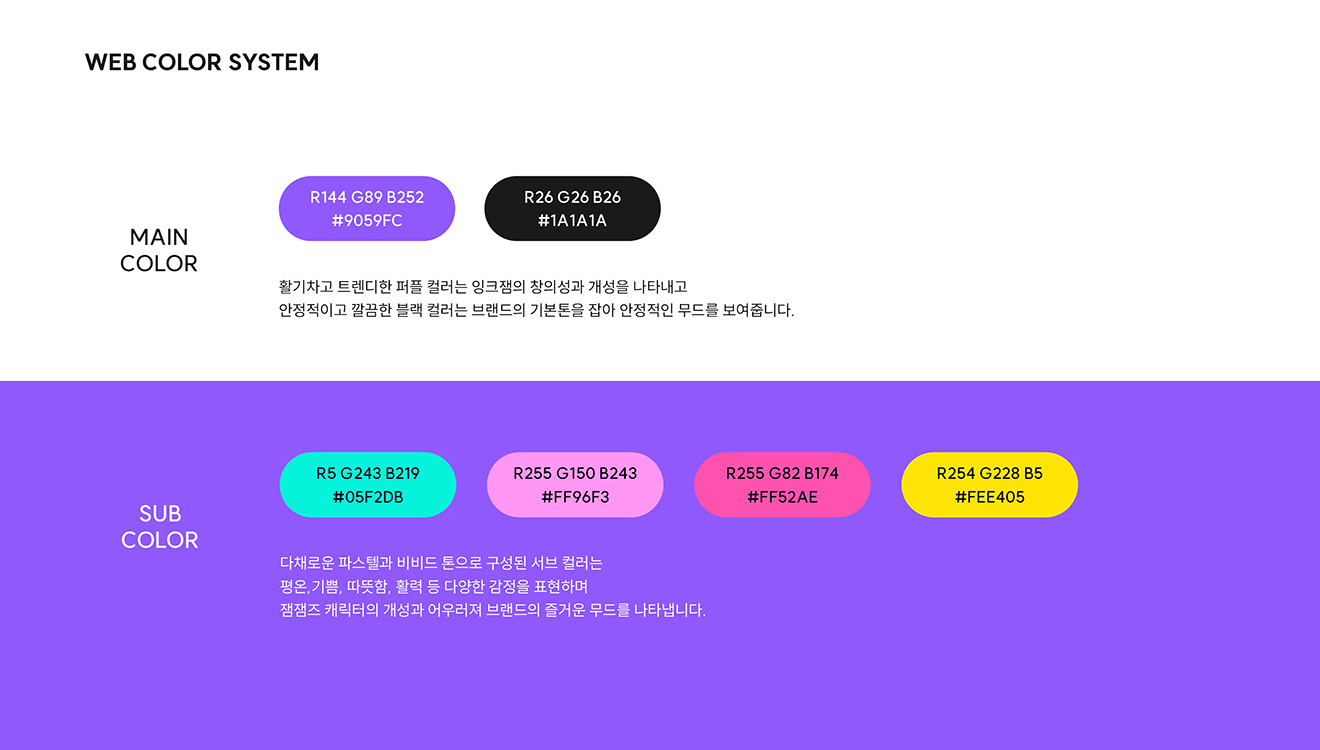 WEB COLOR SYSTEM
MAIN
COLOR
R144 G89 B252
#9059FC
R26 G26 B26
#1A1A1A
활기차고 트렌디한 퍼플 컬러는 잉크잼의 창의성과 개성을 나타내고
안정적이고 깔끔한 블랙 컬러는 브랜드의 기본톤을 잡아 안정적인 무드를 보여줍니다.
SUB
COLOR
R5 G243 B219
#05F2DB
R255 G150 B243
#FF96F3
R255 G82 B174
#FF52AE
R254 G228 B5
#FEE405
다채로운 파스텔과 비비드 톤으로 구성된 서브 컬러는
평온,기쁨, 따뜻함, 활력 등 다양한 감정을 표현하며
잼잼즈 캐릭터의 개성과 어우러져 브랜드의 즐거운 무드를 나타냅니다.